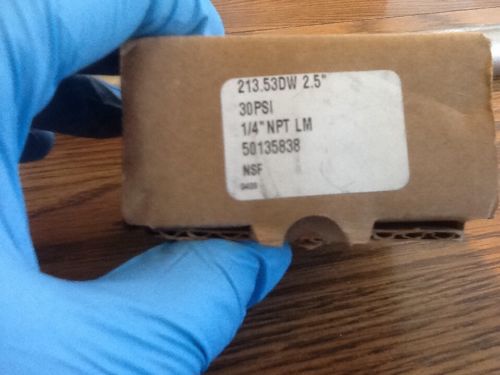 213.53DW 2.5"
30PSI
1/4" NPT LM
50135838
NSF